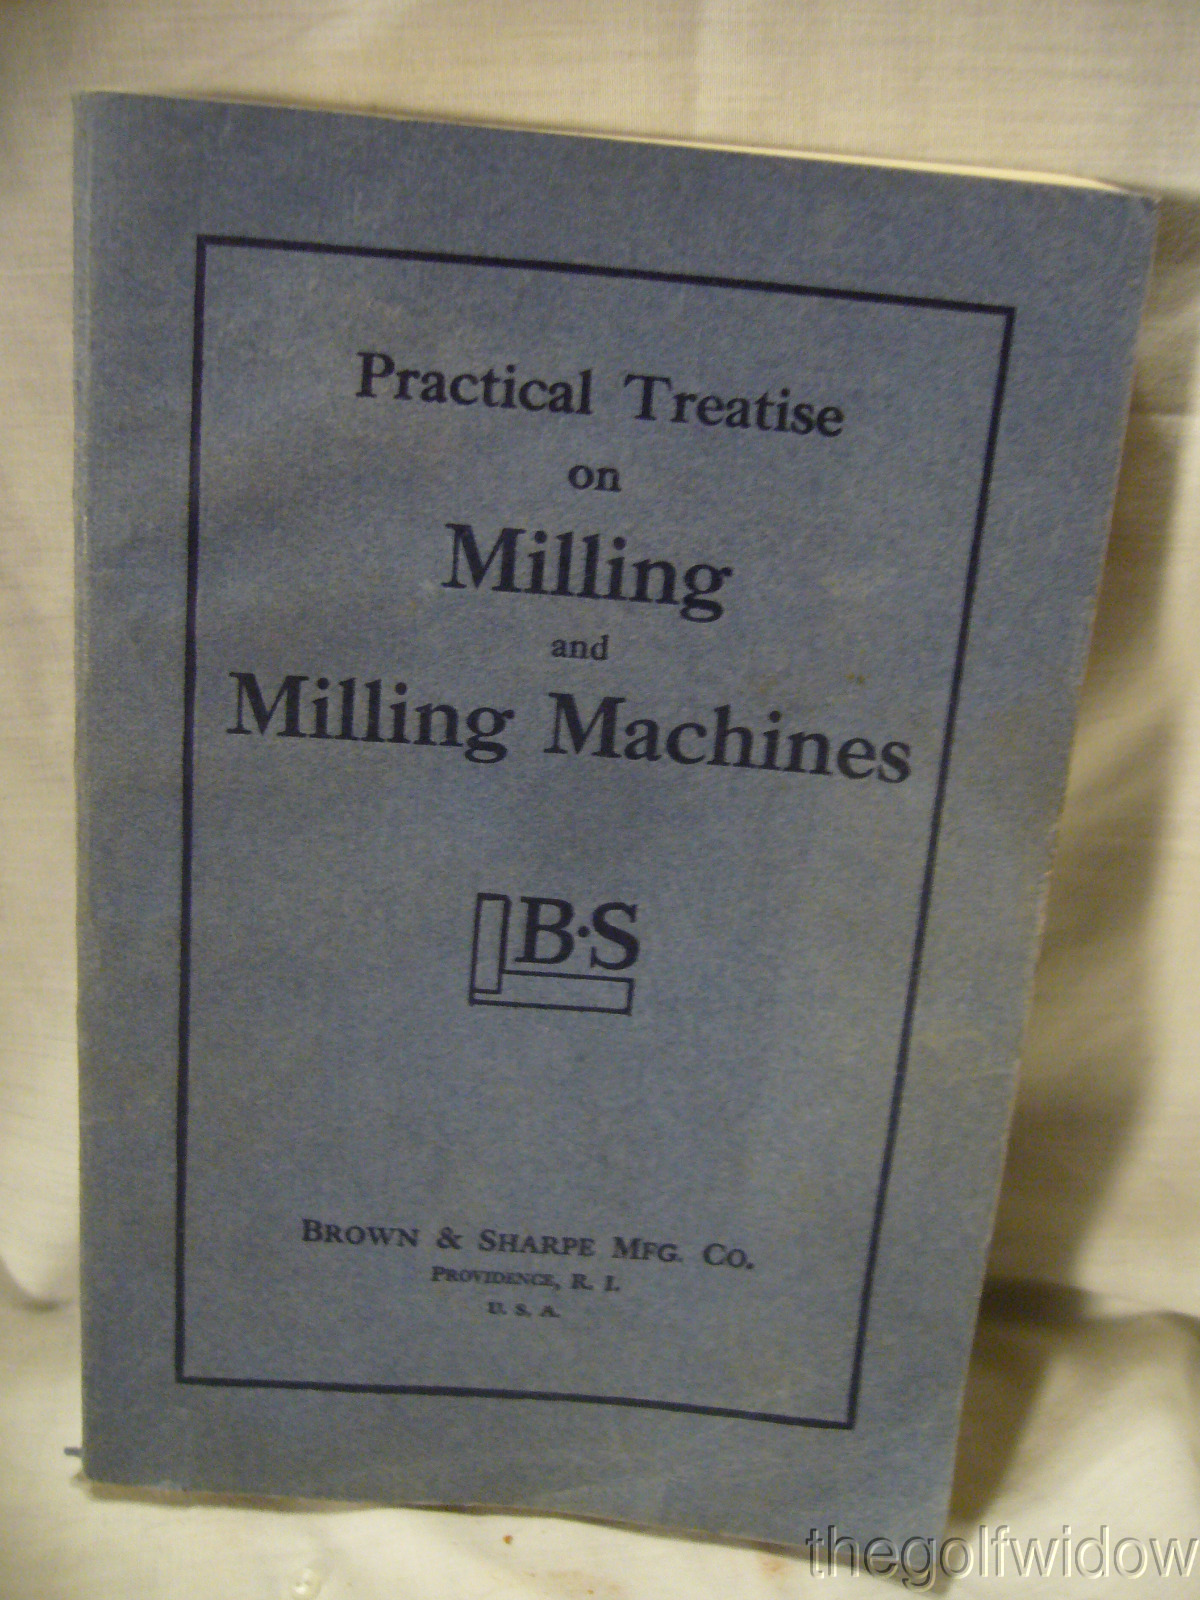 Practical Treatise
on
Milling
and
Milling Machines
B·S
BROWN & SHARPE MFG. CO.
PROVIDENCE, R. I.
U. S. A.
thegolfwidow